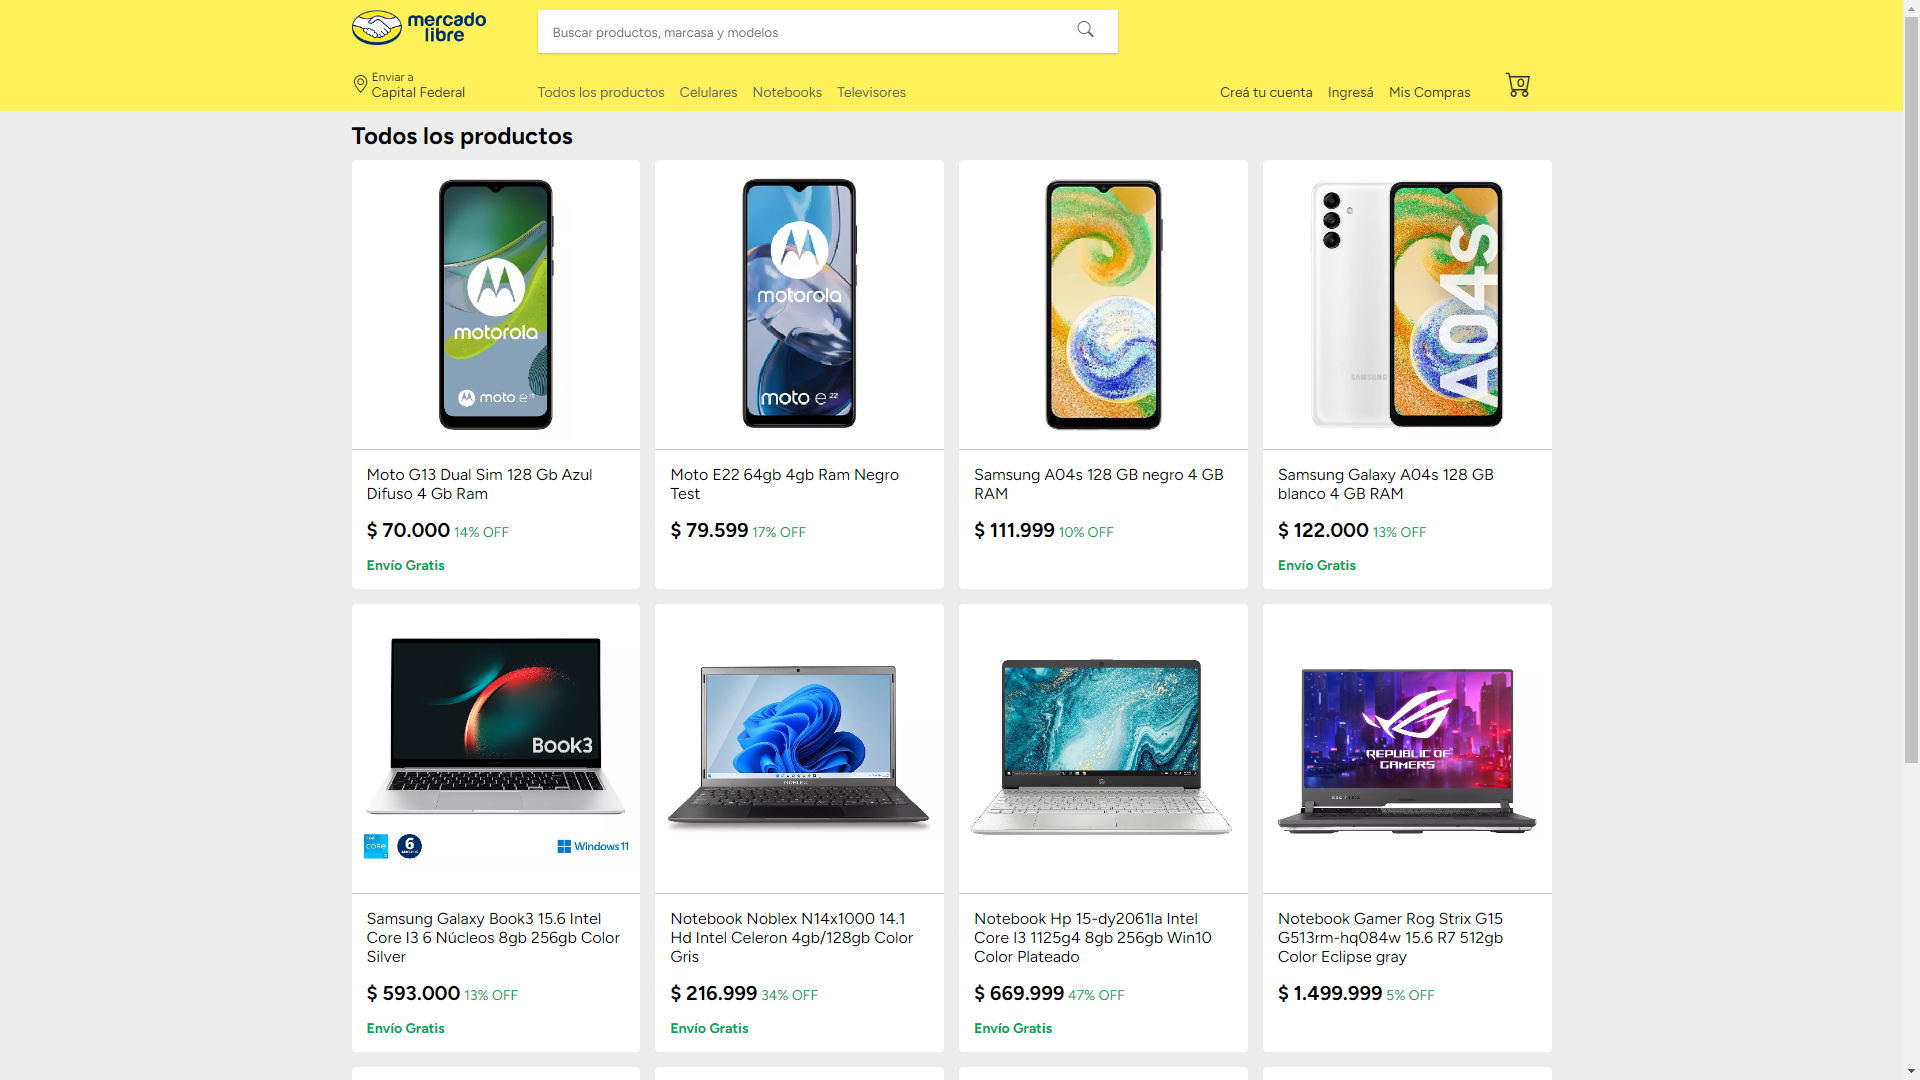 mercado
libre
Buscar productos, marcasa y modelos
Enviar a
Capital Federal
Todos los productos Celulares Notebooks Televisores
Creá tu cuenta Ingresá Mis Compras 0
Todos los productos
motorola
moto e
motorola
moto e 22
A04s
SAMSUNG
Moto G13 Dual Sim 128 Gb Azul
Difuso 4 Gb Ram
$ 70.000 14% OFF
Envío Gratis
Moto E22 64gb 4gb Ram Negro
Test
$ 79.599 17% OFF
Samsung A04s 128 GB negro 4 GB
RAM
$ 111.999 10% OFF
Samsung Galaxy A04s 128 GB
blanco 4 GB RAM
$ 122.000 13% OFF
Envío Gratis
Book3
core
6
Windows 11
NOBLEX
REPUBLIC OF
GAMERS
Samsung Galaxy Book3 15.6 Intel
Core I3 6 Núcleos 8gb 256gb Color
Silver
$ 593.000 13% OFF
Envío Gratis
Notebook Noblex N14x1000 14.1
Hd Intel Celeron 4gb/128gb Color
Gris
$ 216.999 34% OFF
Envío Gratis
Notebook Hp 15-dy2061la Intel
Core I3 1125g4 8gb 256gb Win10
Color Plateado
$ 669.999 47% OFF
Envío Gratis
Notebook Gamer Rog Strix G15
G513rm-hq084w 15.6 R7 512gb
Color Eclipse gray
$ 1.499.999 5% OFF